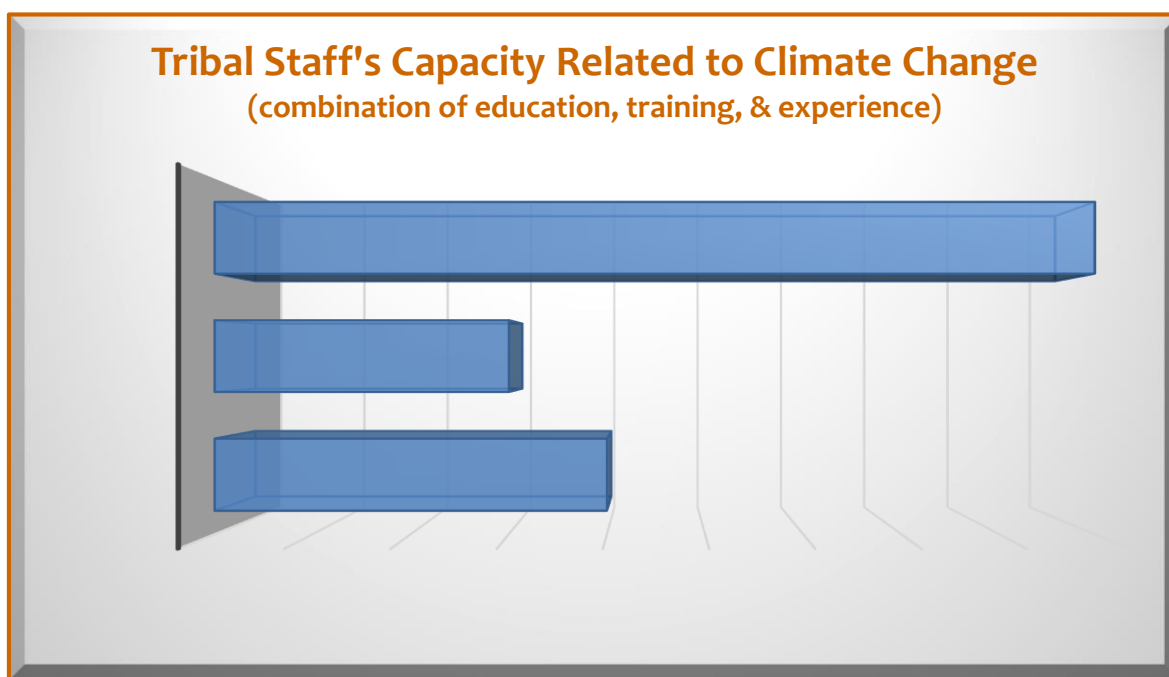 Tribal Staff's Capacity Related to Climate Change
(combination of education, training, & experience)